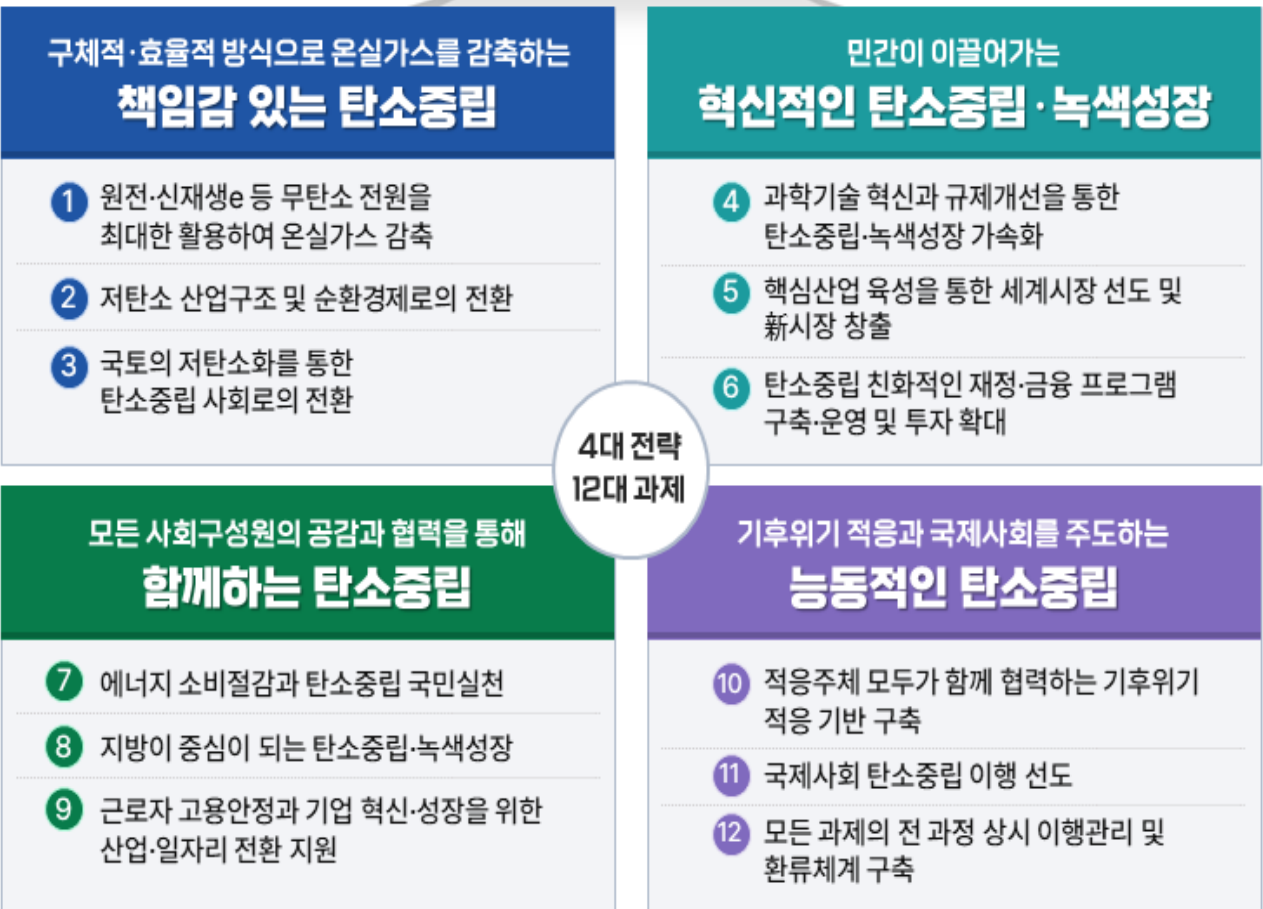 구체적·효율적 방식으로 온실가스를 감축하는
책임감 있는 탄소중립
1 원전·신재생e 등 무탄소 전원을
최대한 활용하여 온실가스 감축
2 저탄소 산업구조 및 순환경제로의 전환
3 국토의 저탄소화를 통한
탄소중립 사회로의 전환
민간이 이끌어가는
혁신적인 탄소중립·녹색성장
4 과학기술 혁신과 규제개선을 통한
탄소중립·녹색성장 가속화
5 핵심산업 육성을 통한 세계시장 선도 및
新시장 창출
6 탄소중립 친화적인 재정·금융 프로그램
구축·운영 및 투자 확대
4대 전략
12대 과제
모든 사회구성원의 공감과 협력을 통해
함께하는 탄소중립
7 에너지 소비절감과 탄소중립 국민실천
8 지방이 중심이 되는 탄소중립·녹색성장
9 근로자 고용안정과 기업 혁신·성장을 위한
산업·일자리 전환 지원
기후위기 적응과 국제사회를 주도하는
능동적인 탄소중립
10 적응주체 모두가 함께 협력하는 기후위기
적응 기반 구축
11 국제사회 탄소중립 이행 선도
12 모든 과제의 전 과정 상시 이행관리 및
환류체계 구축